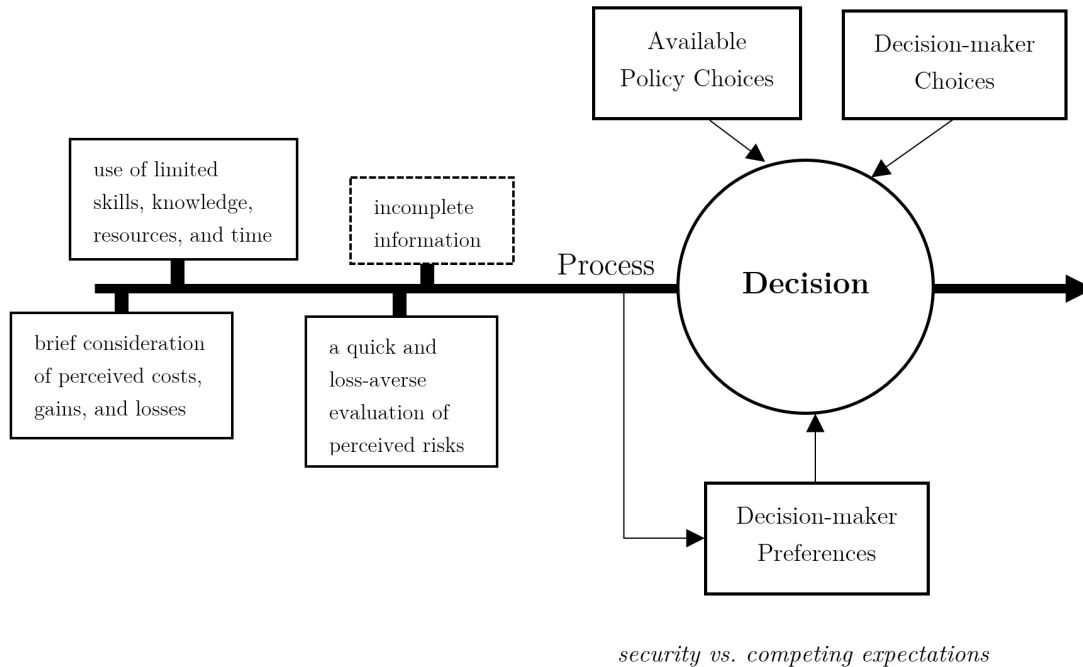 Available
Policy Choices
Decision-maker
Choices
use of limited
skills, knowledge,
resources, and time
incomplete
information
Process
Decision
brief consideration
of perceived costs,
gains, and losses
a quick and
loss-averse
evaluation of
perceived risks
Decision-maker
Preferences
security vs. competing expectations